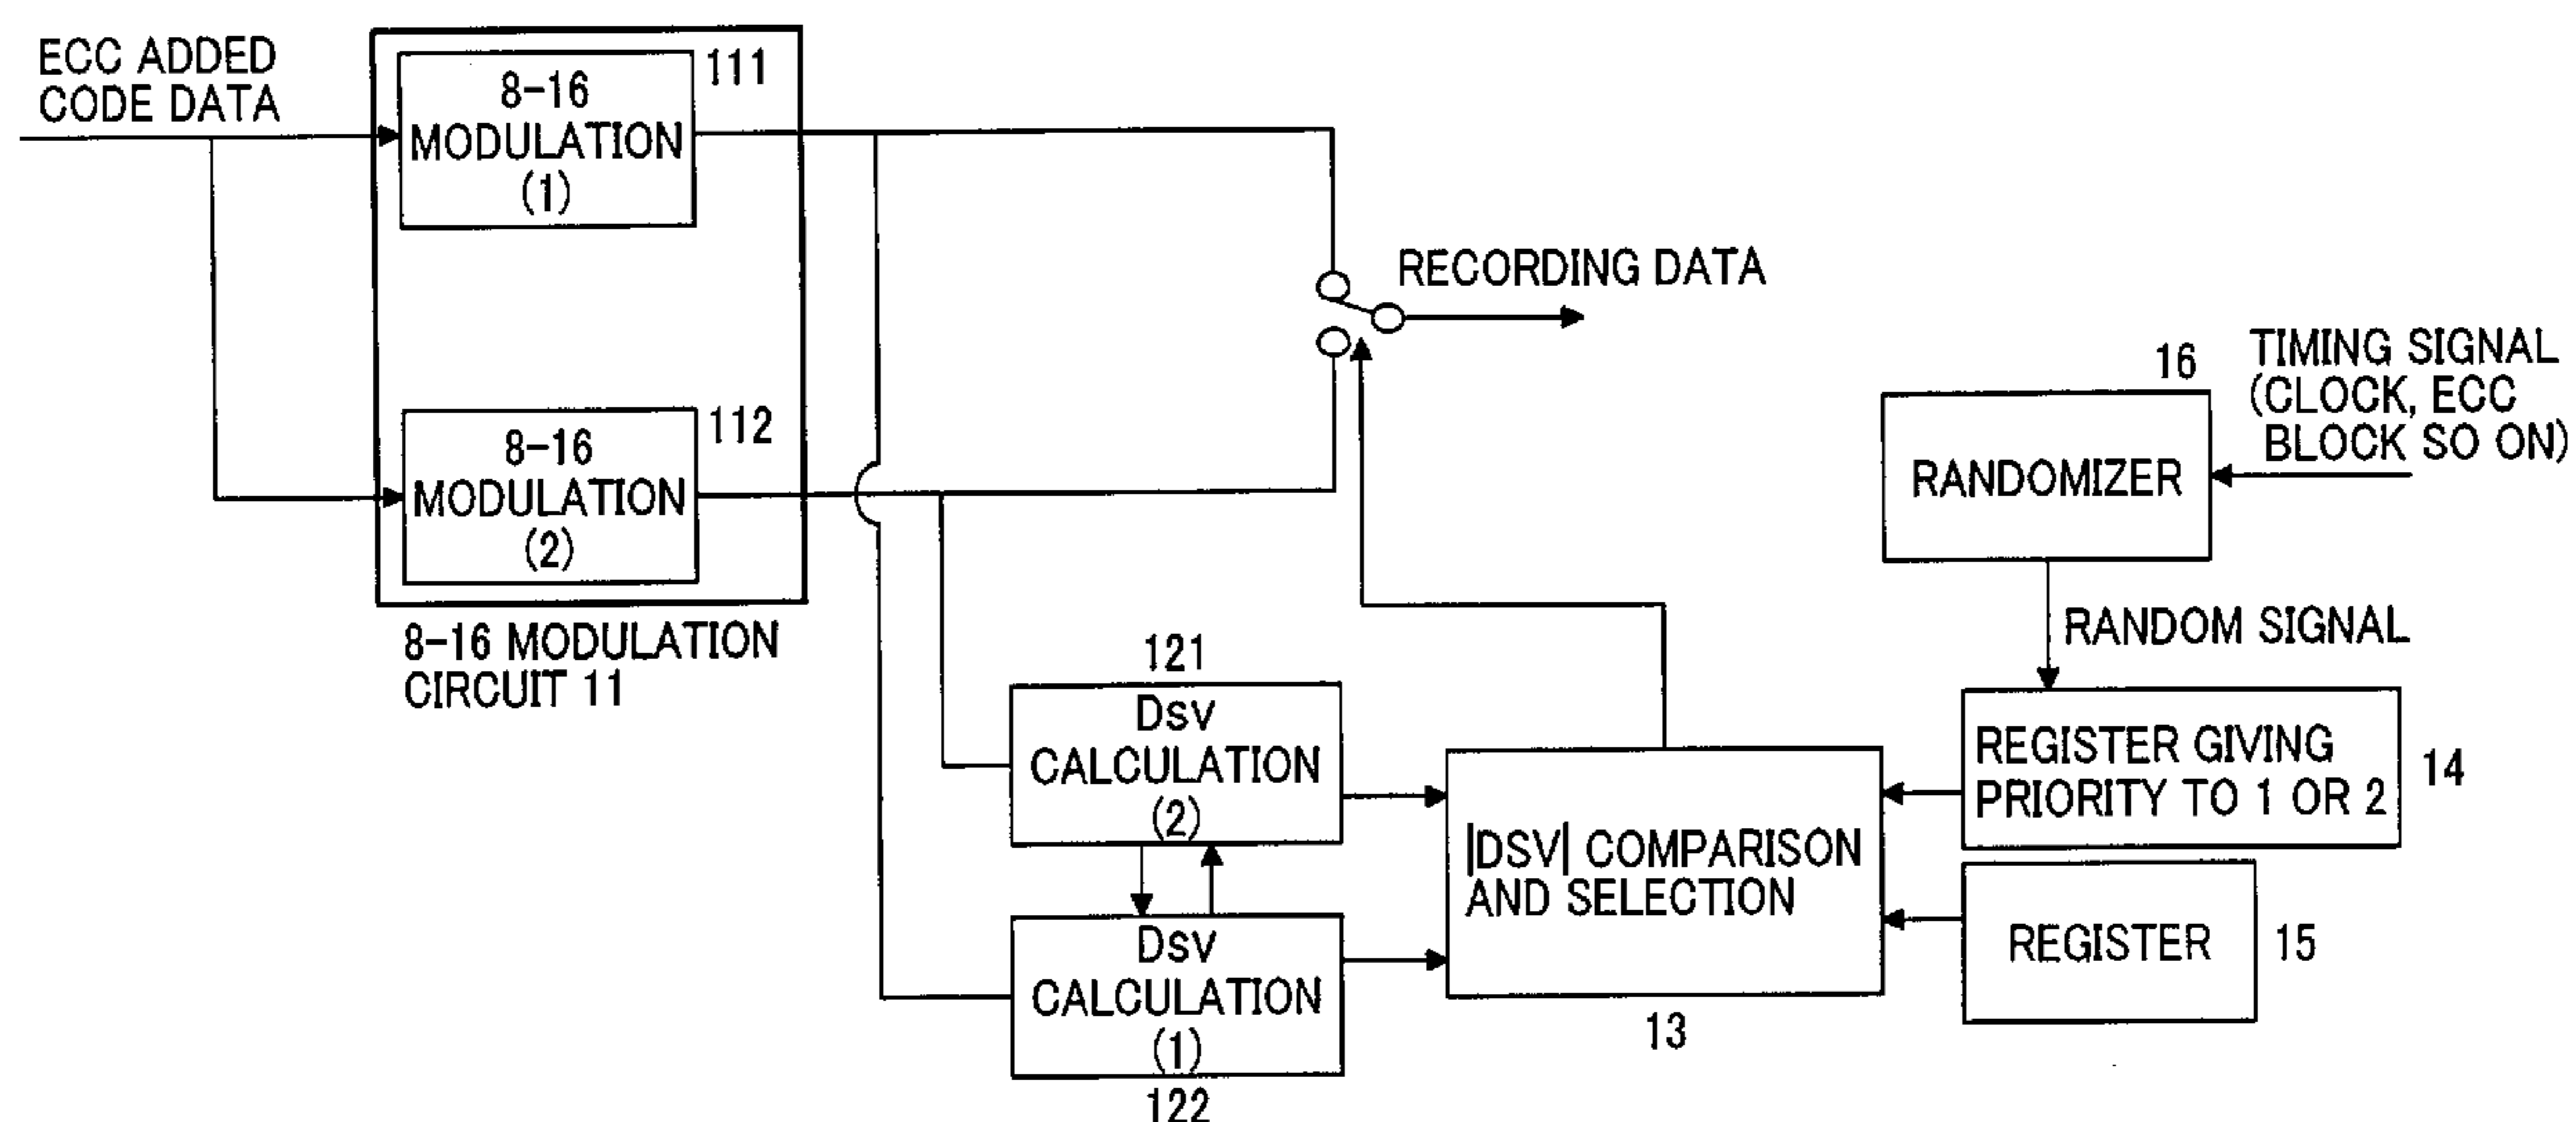 ECC ADDED
CODE DATA
8-16
MODULATION
(1)
111
8-16
MODULATION
(2)
112
8-16 MODULATION
CIRCUIT 11
RECORDING DATA
16
TIMING SIGNAL
(CLOCK, ECC
BLOCK SO ON)
RANDOMIZER
RANDOM SIGNAL
121
Dsv
CALCULATION
(2)
Dsv
CALCULATION
(1)
122
|DSV| COMPARISON
AND SELECTION
13
REGISTER GIVING
PRIORITY TO 1 OR 2
14
REGISTER
15